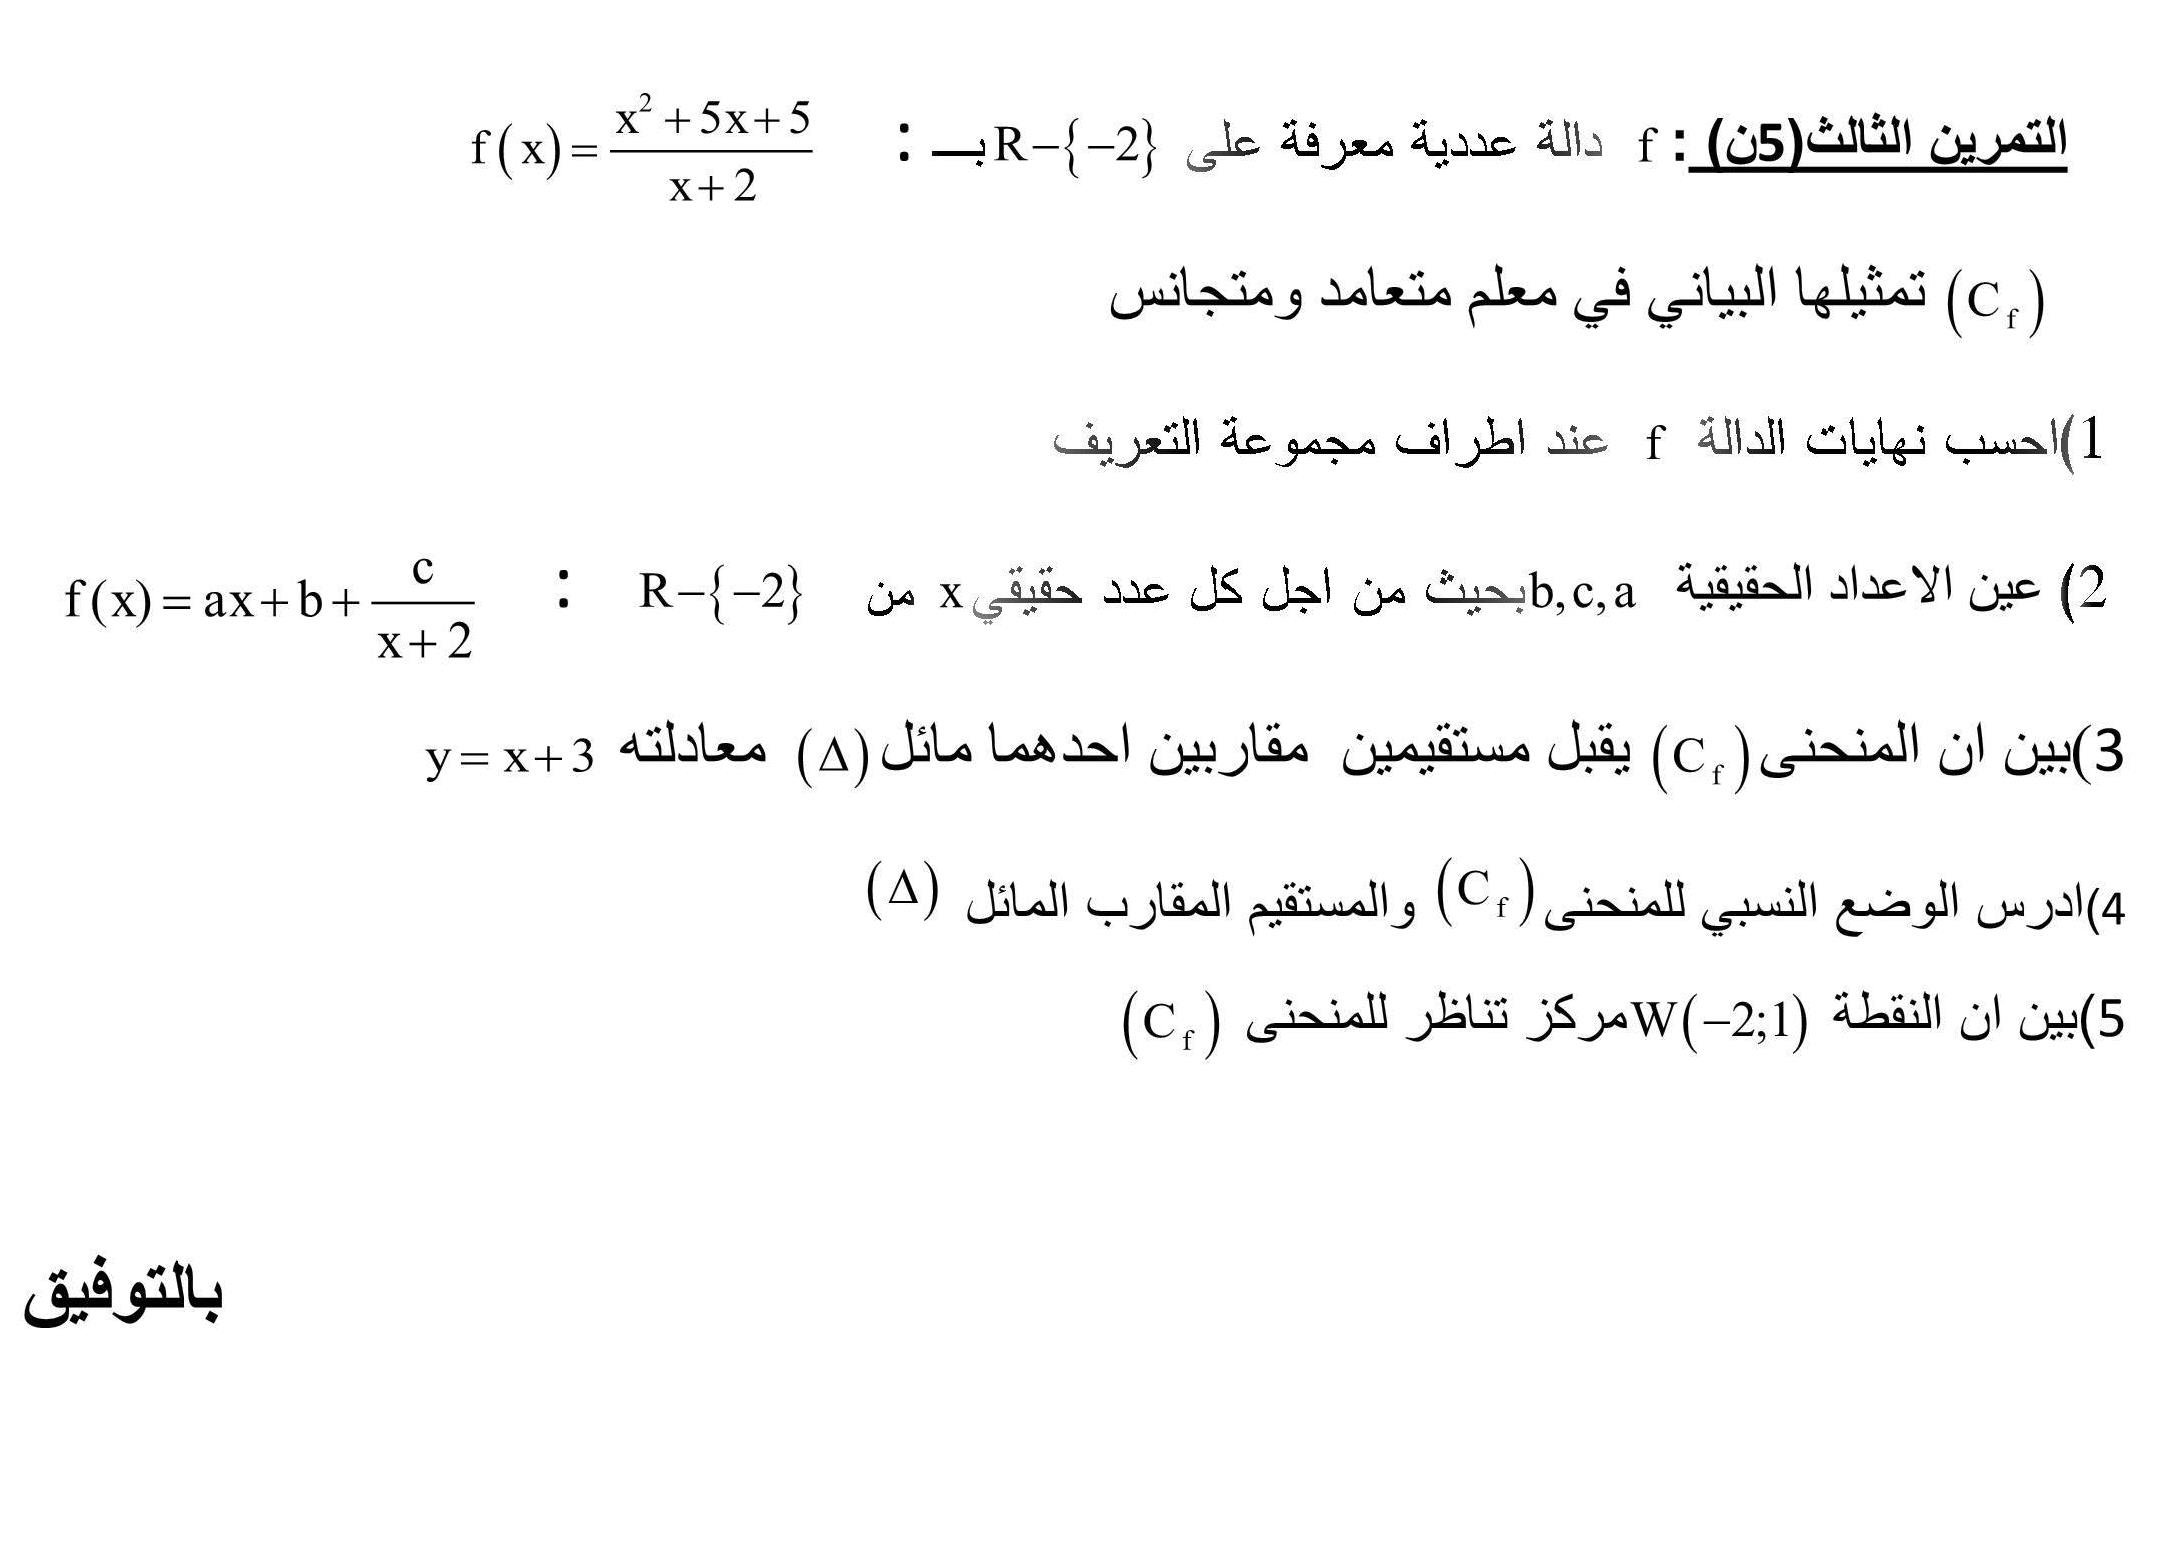 التمرين الثالث(5ن) : f دالة عددية معرفة على R−{−2} بـــ : f(x)= (x²+5x+5)/(x+2)
(C_f) تمثيلها البياني في معلم متعامد ومتجانس
1)احسب نهايات الدالة f عند اطراف مجموعة التعريف
2) عين الاعداد الحقيقية b,c,a بحيث من اجل كل عدد حقيقي x من R−{−2} : f(x)=ax+b+c/(x+2)
3)بين ان المنحنى (C_f) يقبل مستقيمين مقاربين احدهما مائل (Δ) معادلته y=x+3
4)ادرس الوضع النسبي للمنحنى (C_f) والمستقيم المقارب المائل (Δ)
5)بين ان النقطة W(−2;1) مركز تناظر للمنحنى (C_f)
بالتوفيق